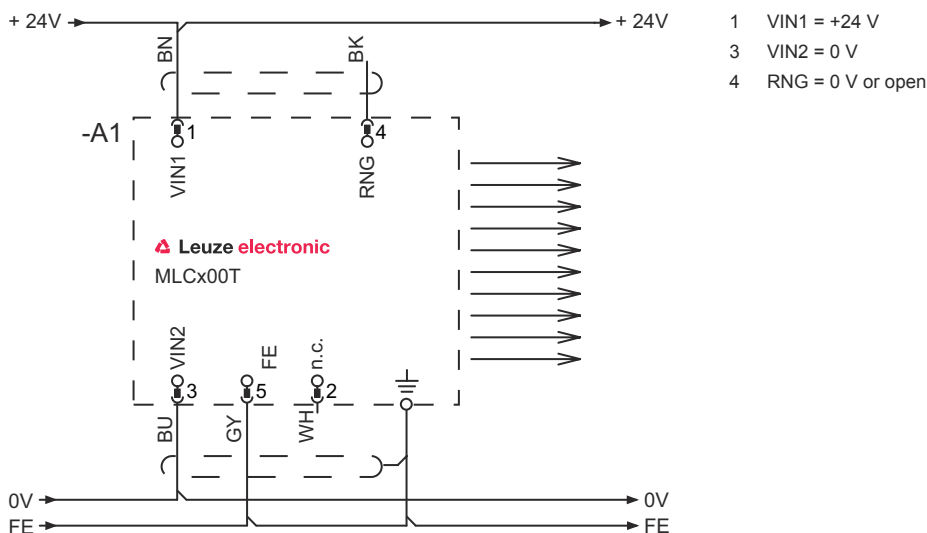 + 24V
+ 24V
1 VIN1 = +24 V
3 VIN2 = 0 V
4 RNG = 0 V or open
BN
BK
-A1
1
4
VIN1
RNG
Leuze electronic
MLCx00T
VIN2
FE
n.c.
3
5
2
BU
GY
WH
0V
0V
FE
FE